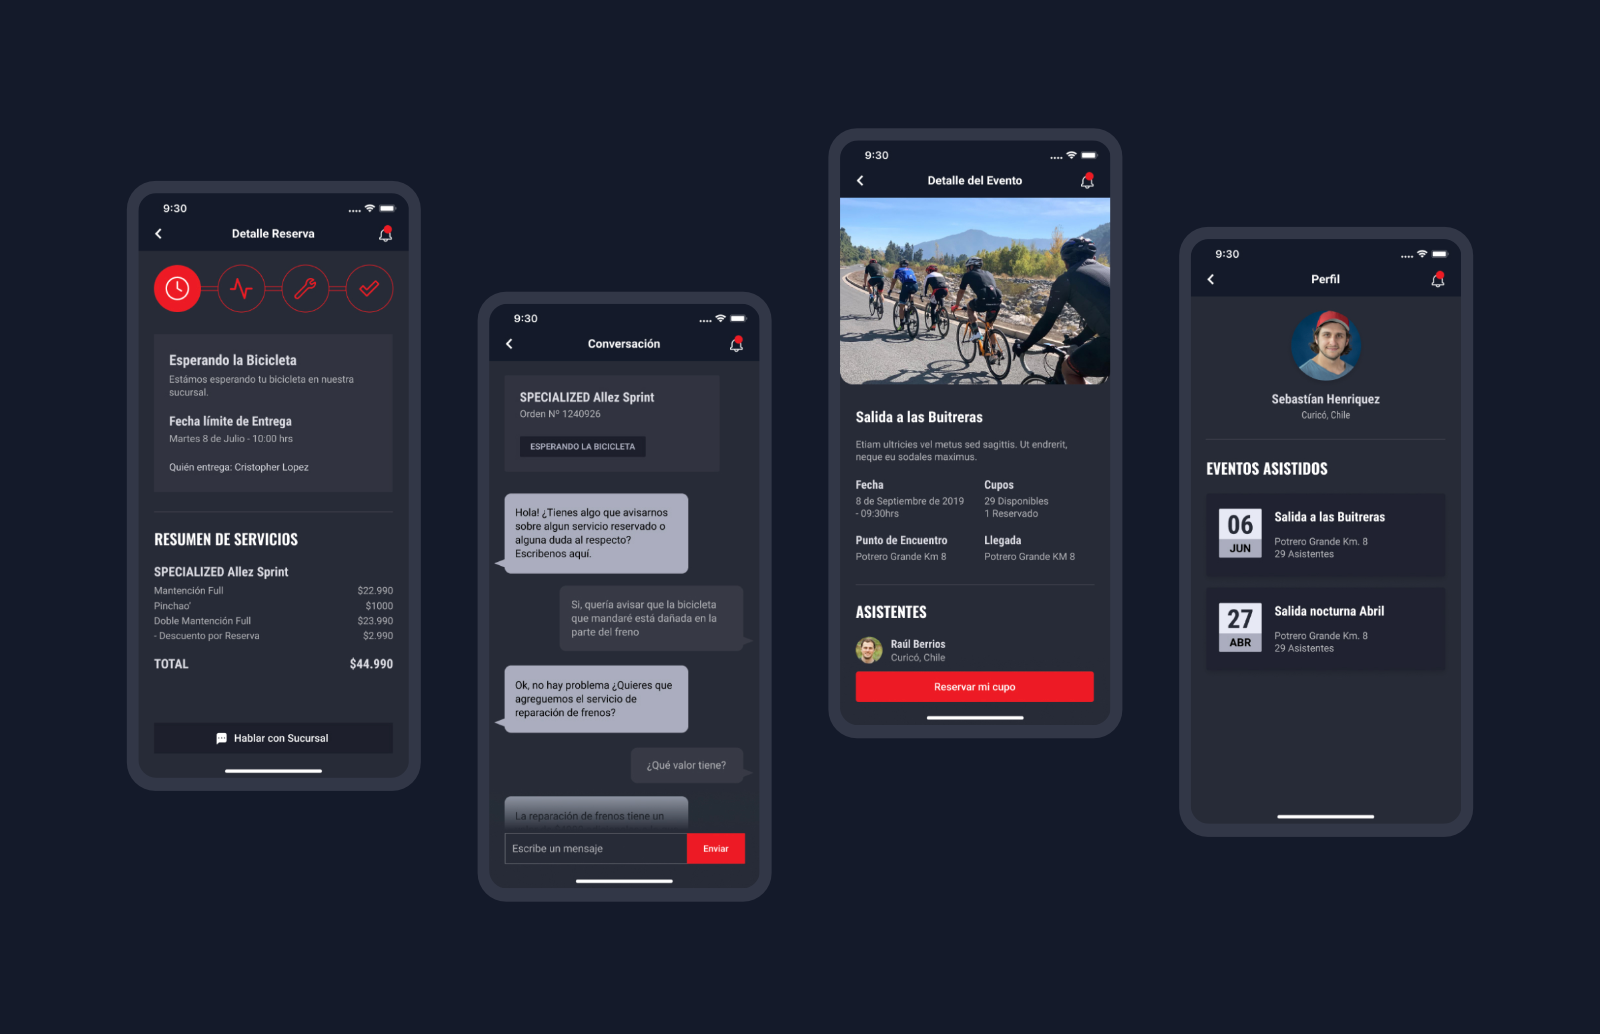 9:30
Detalle Reserva
Esperando la Bicicleta
Estámos esperando tu bicicleta en nuestra
sucursal.
Fecha límite de Entrega
Martes 8 de Julio - 10:00 hrs
Quién entrega: Cristopher Lopez
RESUMEN DE SERVICIOS
SPECIALIZED Allez Sprint
Mantención Full $22.990
Pinchao' $1000
Doble Mantención Full $23.990
- Descuento por Reserva $2.990
TOTAL $44.990
Hablar con Sucursal
9:30
Conversación
SPECIALIZED Allez Sprint
Orden Nº 1240926
ESPERANDO LA BICICLETA
Hola! ¿Tienes algo que avisarnos
sobre algun servicio reservado o
alguna duda al respecto?
Escribenos aquí.
Si, quería avisar que la bicicleta
que mandaré está dañada en la
parte del freno
Ok, no hay problema ¿Quieres que
agreguemos el servicio de
reparación de frenos?
¿Qué valor tiene?
La reparación de frenos tiene un
Escribe un mensaje
Enviar
9:30
Detalle del Evento
Salida a las Buitreras
Etiam ultricies vel metus sed sagittis. Ut endrerit,
neque eu sodales maximus.
Fecha Cupos
8 de Septiembre de 2019 29 Disponibles
- 09:30hrs 1 Reservado
Punto de Encuentro Llegada
Potrero Grande Km 8 Potrero Grande KM 8
ASISTENTES
Raúl Berrios
Curicó, Chile
Reservar mi cupo
9:30
Perfil
Sebastían Henriquez
Curicó, Chile
EVENTOS ASISTIDOS
06
JUN
Salida a las Buitreras
Potrero Grande Km. 8
29 Asistentes
27
ABR
Salida nocturna Abril
Potrero Grande Km. 8
29 Asistentes